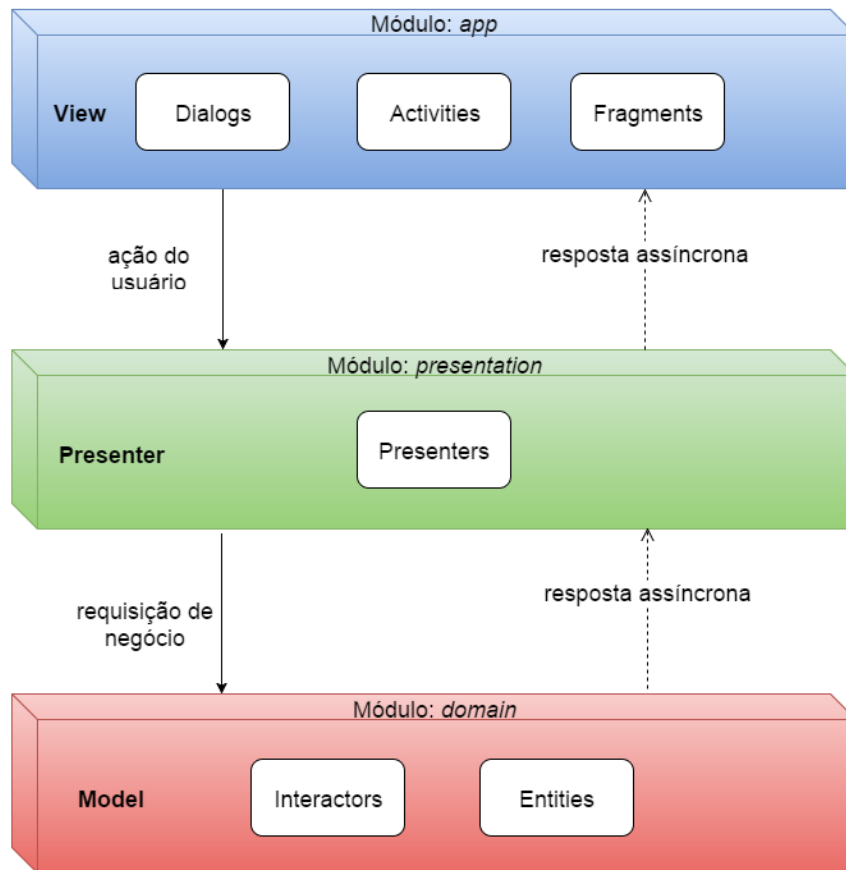 Módulo: app
View
Dialogs
Activities
Fragments
ação do
usuário
resposta assíncrona
Módulo: presentation
Presenter
Presenters
requisição de
negócio
resposta assíncrona
Módulo: domain
Model
Interactors
Entities